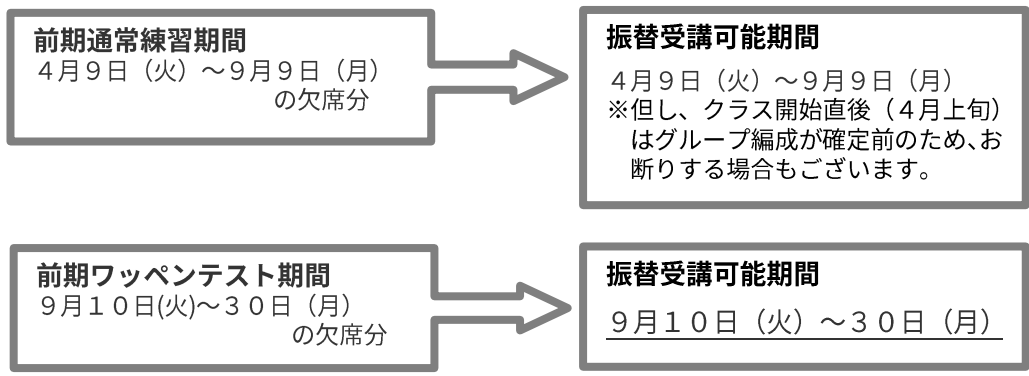 前期通常練習期間
４月９日（火）～９月９日（月）
の欠席分
振替受講可能期間
４月９日（火）～９月９日（月）
※但し、クラス開始直後（４月上旬）
はグループ編成が確定前のため､お
断りする場合もございます。
前期ワッペンテスト期間
９月１０日(火)～３０日（月）
の欠席分
振替受講可能期間
９月１０日（火）～３０日（月）